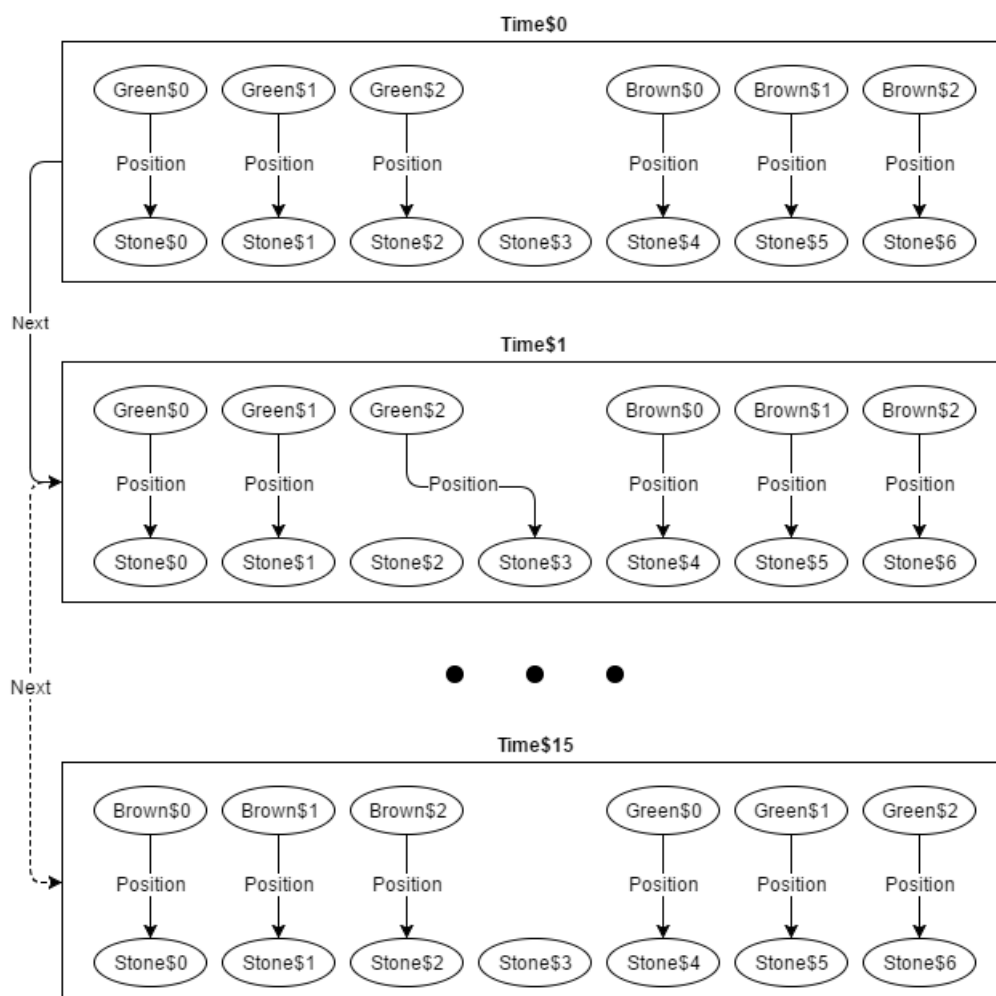 Time$0
Green$0 Green$1 Green$2 Brown$0 Brown$1 Brown$2
Position Position Position Position Position Position
Stone$0 Stone$1 Stone$2 Stone$3 Stone$4 Stone$5 Stone$6
Next
Time$1
Green$0 Green$1 Green$2 Brown$0 Brown$1 Brown$2
Position Position Position Position Position Position
Stone$0 Stone$1 Stone$2 Stone$3 Stone$4 Stone$5 Stone$6
Next
Time$15
Brown$0 Brown$1 Brown$2 Green$0 Green$1 Green$2
Position Position Position Position Position Position
Stone$0 Stone$1 Stone$2 Stone$3 Stone$4 Stone$5 Stone$6